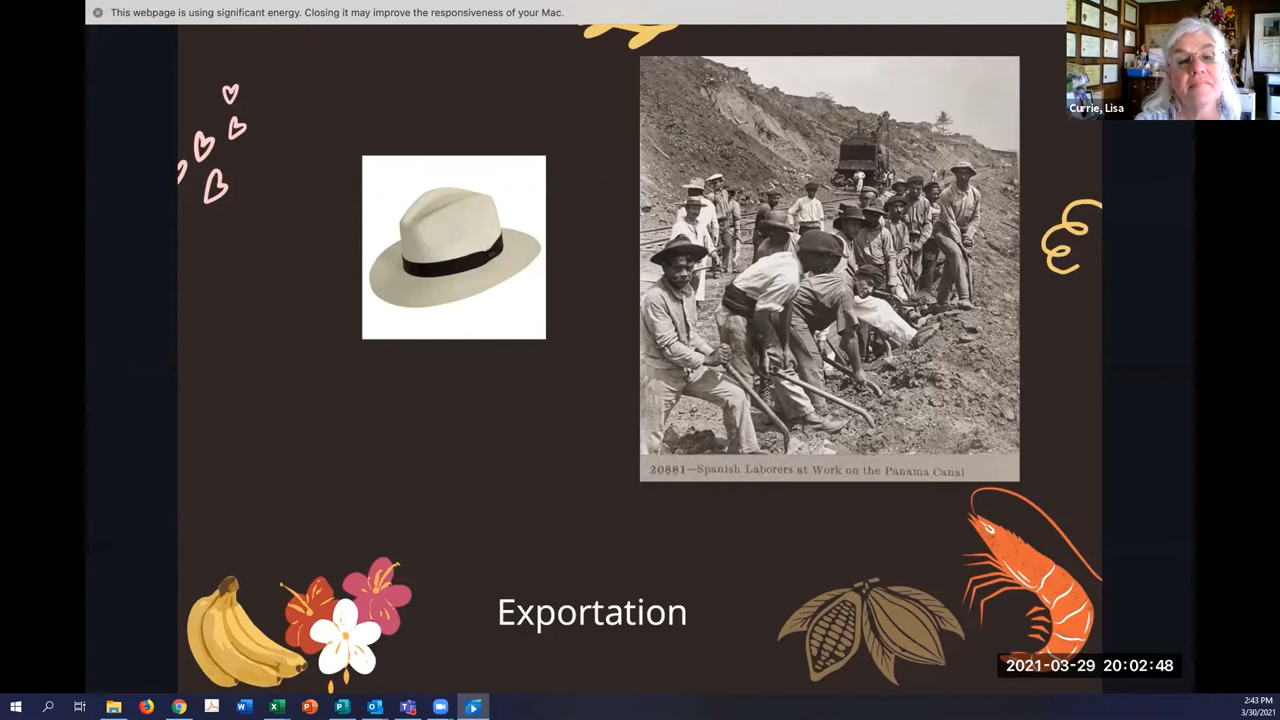 This webpage is using significant energy. Closing it may improve the responsiveness of your Mac.
Currie, Lisa
20881—Spanish Laborers at Work on the Panama Canal
Exportation
2021-03-29 20:02:48
2:43 PM
3/30/2021